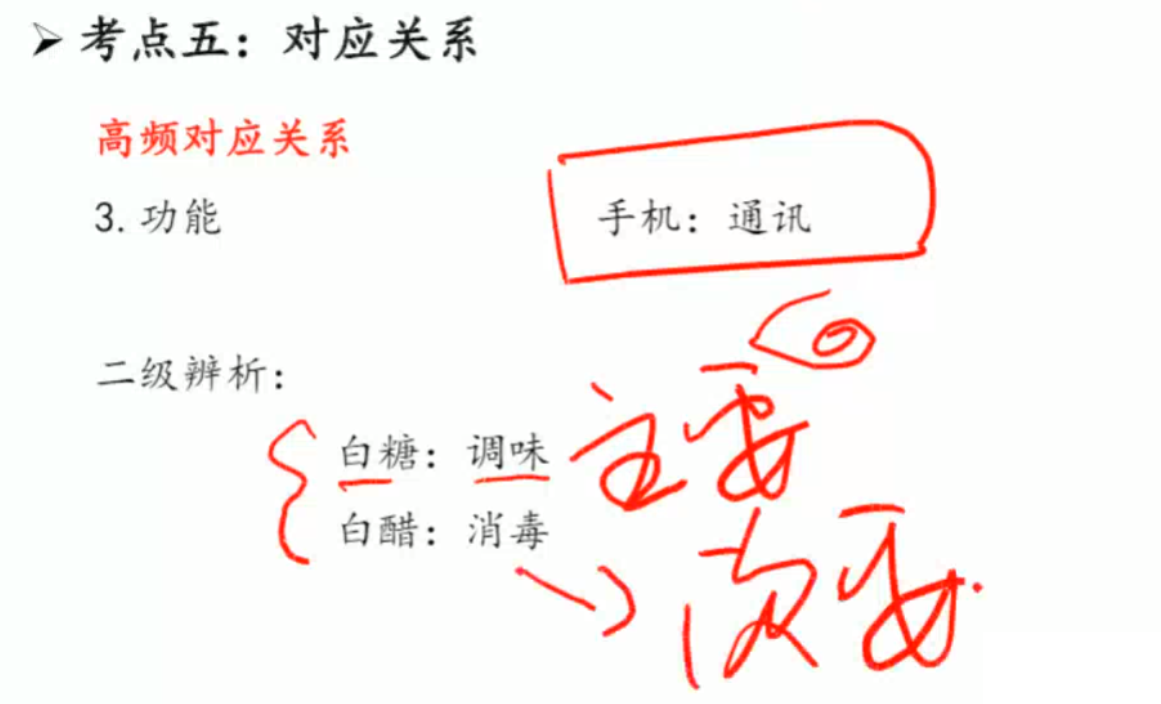 ➢ 考点五：对应关系
高频对应关系
3. 功能
手机：通讯
二级辨析：
白糖：调味
主要
白醋：消毒
次要